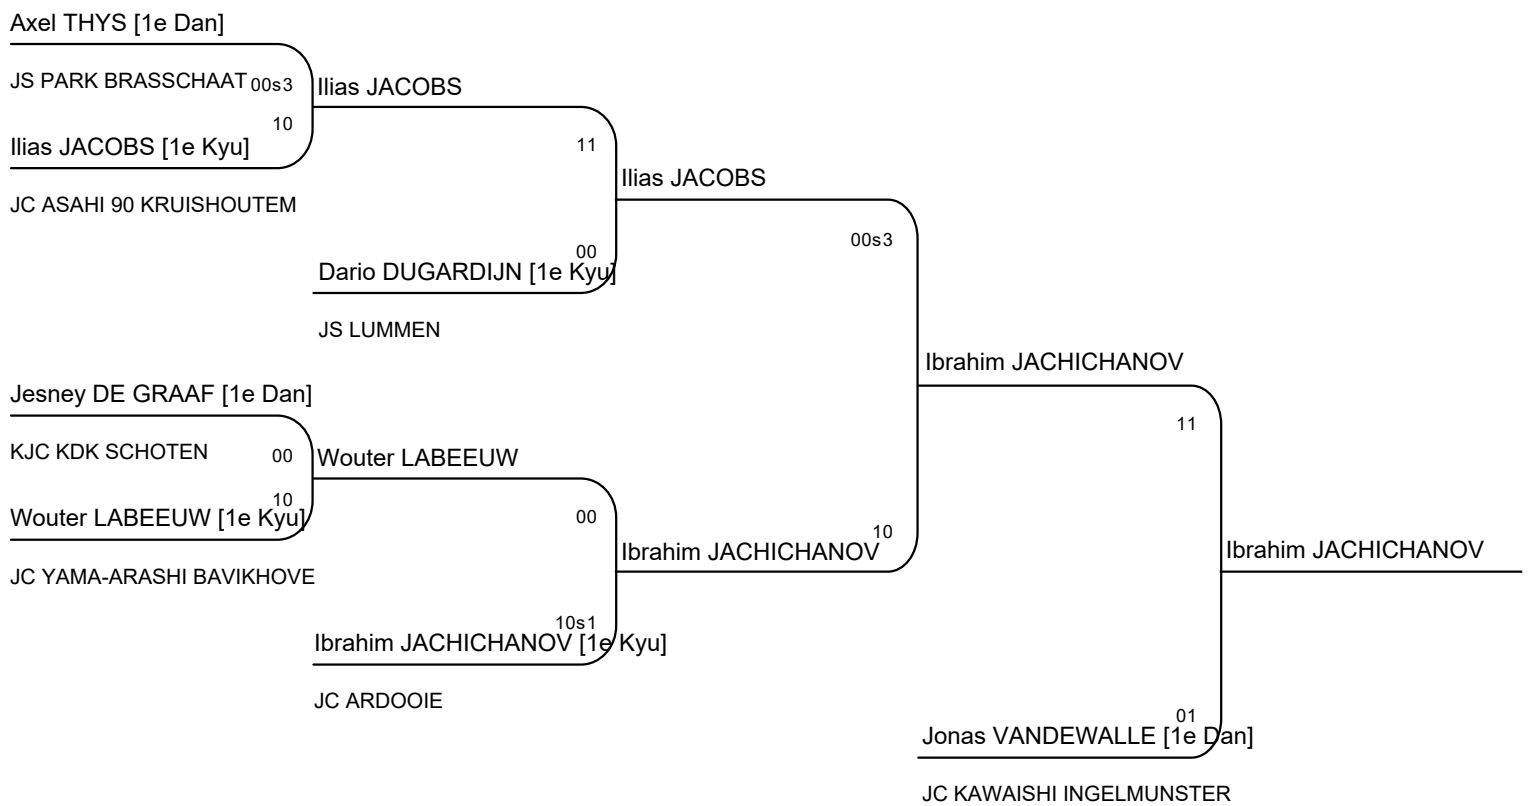 Axel THYS [1e Dan]
JS PARK BRASSCHAAT
00s3
10
Ilias JACOBS [1e Kyu]
JC ASAHI 90 KRUISHOUTEM
Ilias JACOBS
11
00
Dario DUGARDIJN [1e Kyu]
JS LUMMEN
Jesney DE GRAAF [1e Dan]
KJC KDK SCHOTEN
00
10
Wouter LABEEUW [1e Kyu]
JC YAMA-ARASHI BAVIKHOVE
Wouter LABEEUW
00
10s1
Ibrahim JACHICHANOV [1e Kyu]
JC ARDOOIE
Ilias JACOBS
00s3
10
Ibrahim JACHICHANOV
Ibrahim JACHICHANOV
11
01
Jonas VANDEWALLE [1e Dan]
JC KAWAISHI INGELMUNSTER
Ibrahim JACHICHANOV